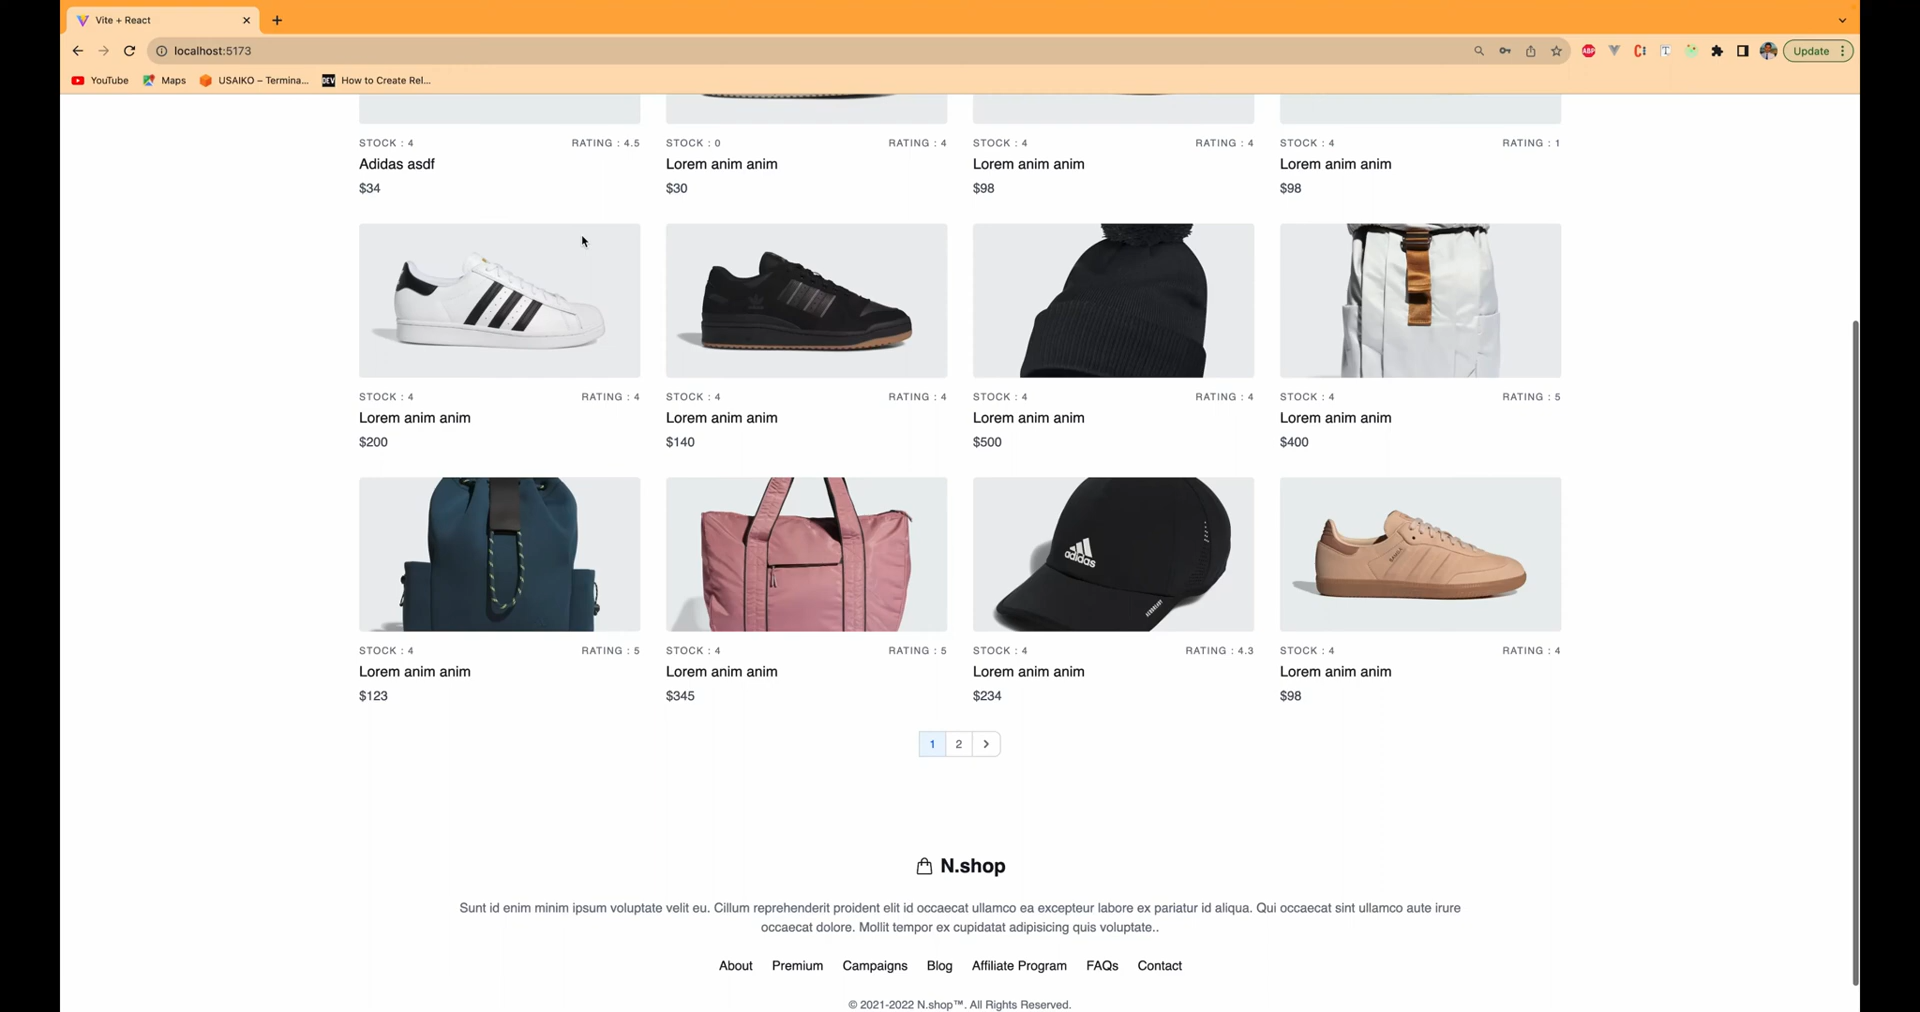 Vite + React
localhost:5173
ABP
Update
YouTube
Maps
USAIKO – Termina...
DEV
How to Create Rel...
STOCK : 4 RATING : 4.5
Adidas asdf
$34
STOCK : 0 RATING : 4
Lorem anim anim
$30
STOCK : 4 RATING : 4
Lorem anim anim
$98
STOCK : 4 RATING : 1
Lorem anim anim
$98
STOCK : 4 RATING : 4
Lorem anim anim
$200
STOCK : 4 RATING : 4
Lorem anim anim
$140
STOCK : 4 RATING : 4
Lorem anim anim
$500
STOCK : 4 RATING : 5
Lorem anim anim
$400
STOCK : 4 RATING : 5
Lorem anim anim
$123
STOCK : 4 RATING : 5
Lorem anim anim
$345
adidas
STOCK : 4 RATING : 4.3
Lorem anim anim
$234
STOCK : 4 RATING : 4
Lorem anim anim
$98
1 2
N.shop
Sunt id enim minim ipsum voluptate velit eu. Cillum reprehenderit proident elit id occaecat ullamco ea excepteur labore ex pariatur id aliqua. Qui occaecat sint ullamco aute irure
occaecat dolore. Mollit tempor ex cupidatat adipisicing quis voluptate..
About Premium Campaigns Blog Affiliate Program FAQs Contact
© 2021-2022 N.shop™. All Rights Reserved.